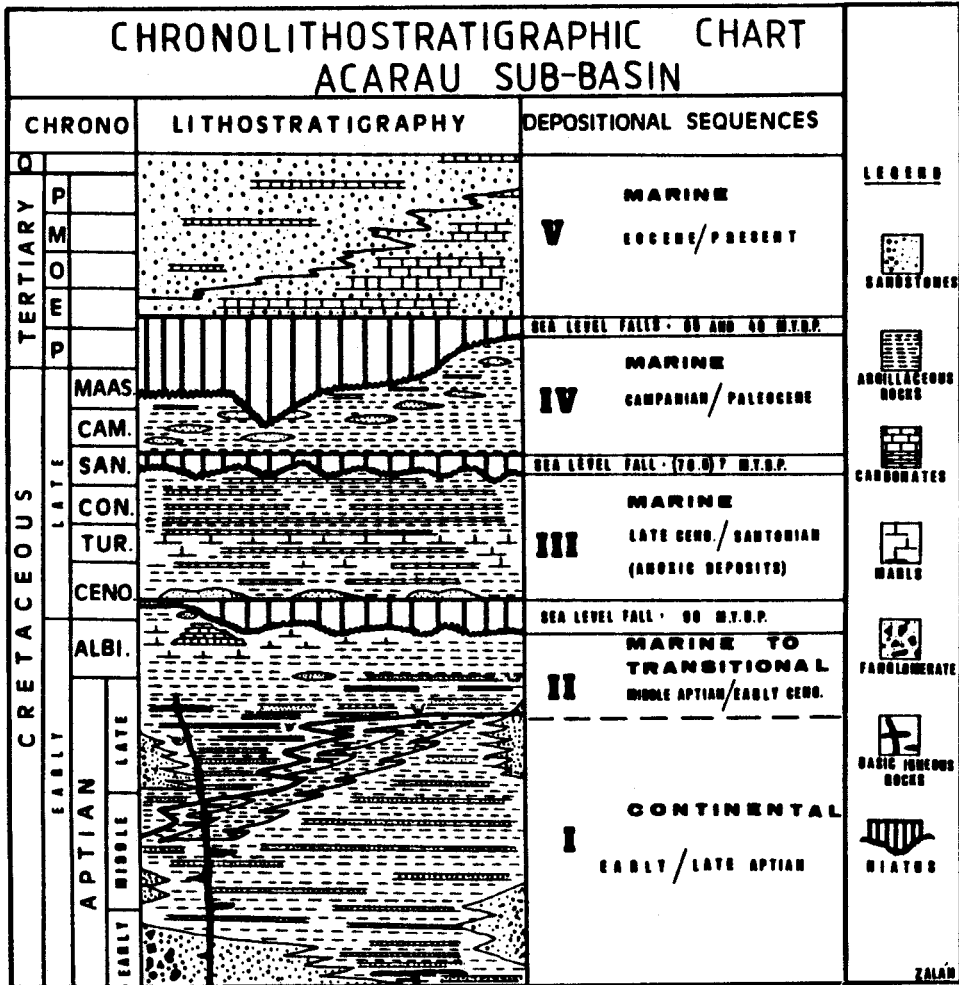 CHRONOLITHOSTRATIGRAPHIC CHART
ACARAU SUB-BASIN
CHRONO
LITHOSTRATIGRAPHY
DEPOSITIONAL SEQUENCES
Q
TERTIARY
P
M
O
E
P
CRETACEOUS
LATE
MAAS.
CAM.
SAN.
CON.
TUR.
CENO.
EARLY
ALBI.
APTIAN
LATE
MIDDLE
EARLY
V
MARINE
EOCENE/PRESENT
SEA LEVEL FALLS · AND M.Y.B.P.
IV
MARINE
CAMPANIAN/PALEOCENE
SEA LEVEL FALL · M.Y.B.P.
III
MARINE
LATE CENO./SANTONIAN
(ANOXIC DEPOSITS)
SEA LEVEL FALL · 90 M.Y.B.P.
II
MARINE TO
TRANSITIONAL
MIDDLE APTIAN/EARLY CENO.
I
CONTINENTAL
EARLY/LATE APTIAN
LEGEND
SANDSTONES
ARGILLACEOUS
ROCKS
CARBONATES
MARLS
FANGLOMERATE
BASIC IGNEOUS
ROCKS
HIATUS
ZALÁN